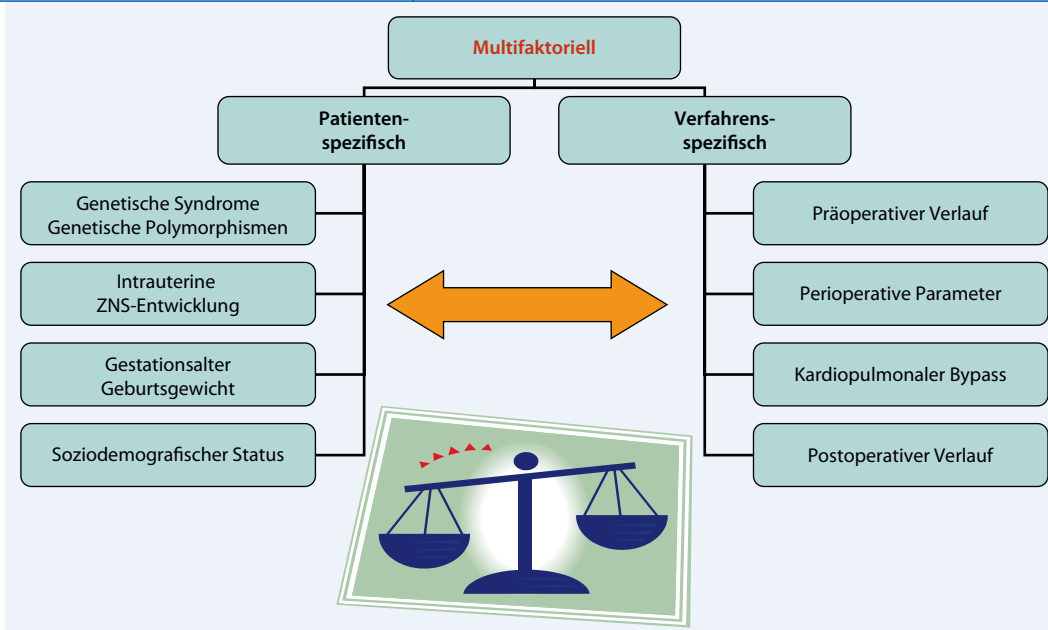 Multifaktoriell
Patienten-
spezifisch
Verfahrens-
spezifisch
Genetische Syndrome
Genetische Polymorphismen
Intrauterine
ZNS-Entwicklung
Gestationsalter
Geburtsgewicht
Soziodemografischer Status
Präoperativer Verlauf
Perioperative Parameter
Kardiopulmonaler Bypass
Postoperativer Verlauf